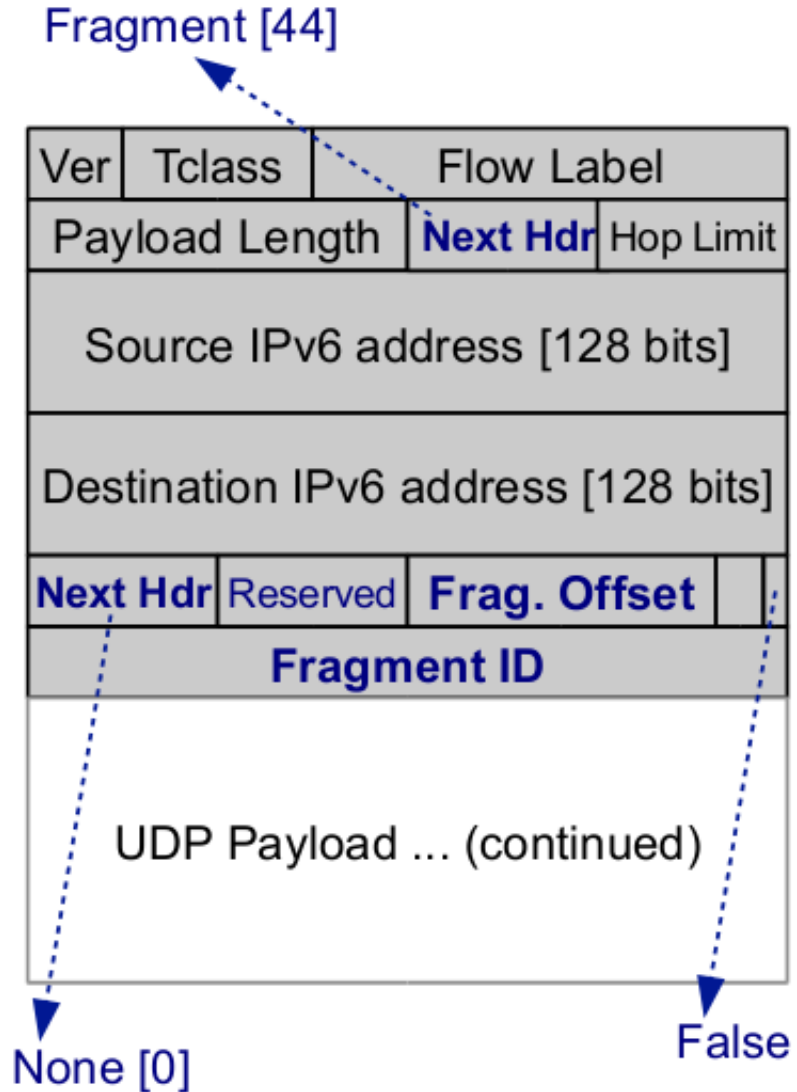 Fragment [44]
Ver Tclass Flow Label
Payload Length Next Hdr Hop Limit
Source IPv6 address [128 bits]
Destination IPv6 address [128 bits]
Next Hdr Reserved Frag. Offset
Fragment ID
UDP Payload ... (continued)
None [0]
False